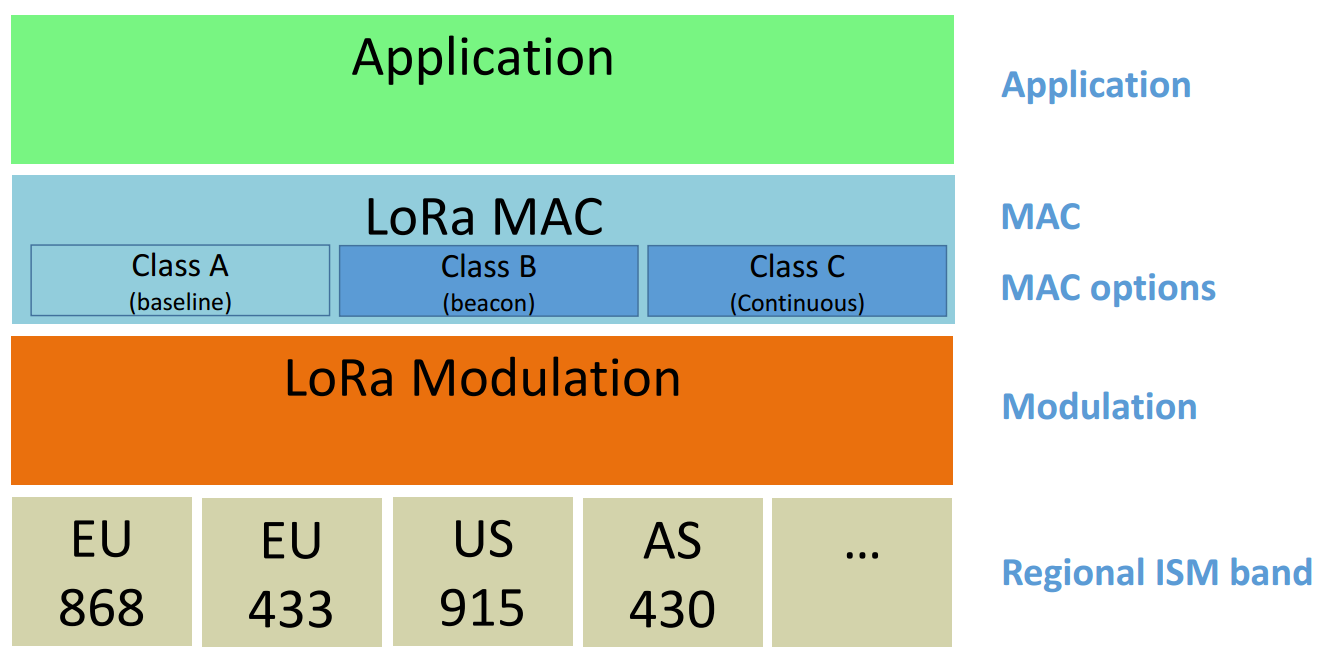 Application
Application
LoRa MAC
MAC
Class A
(baseline)
Class B
(beacon)
Class C
(Continuous)
MAC options
LoRa Modulation
Modulation
EU
868
EU
433
US
915
AS
430
...
Regional ISM band